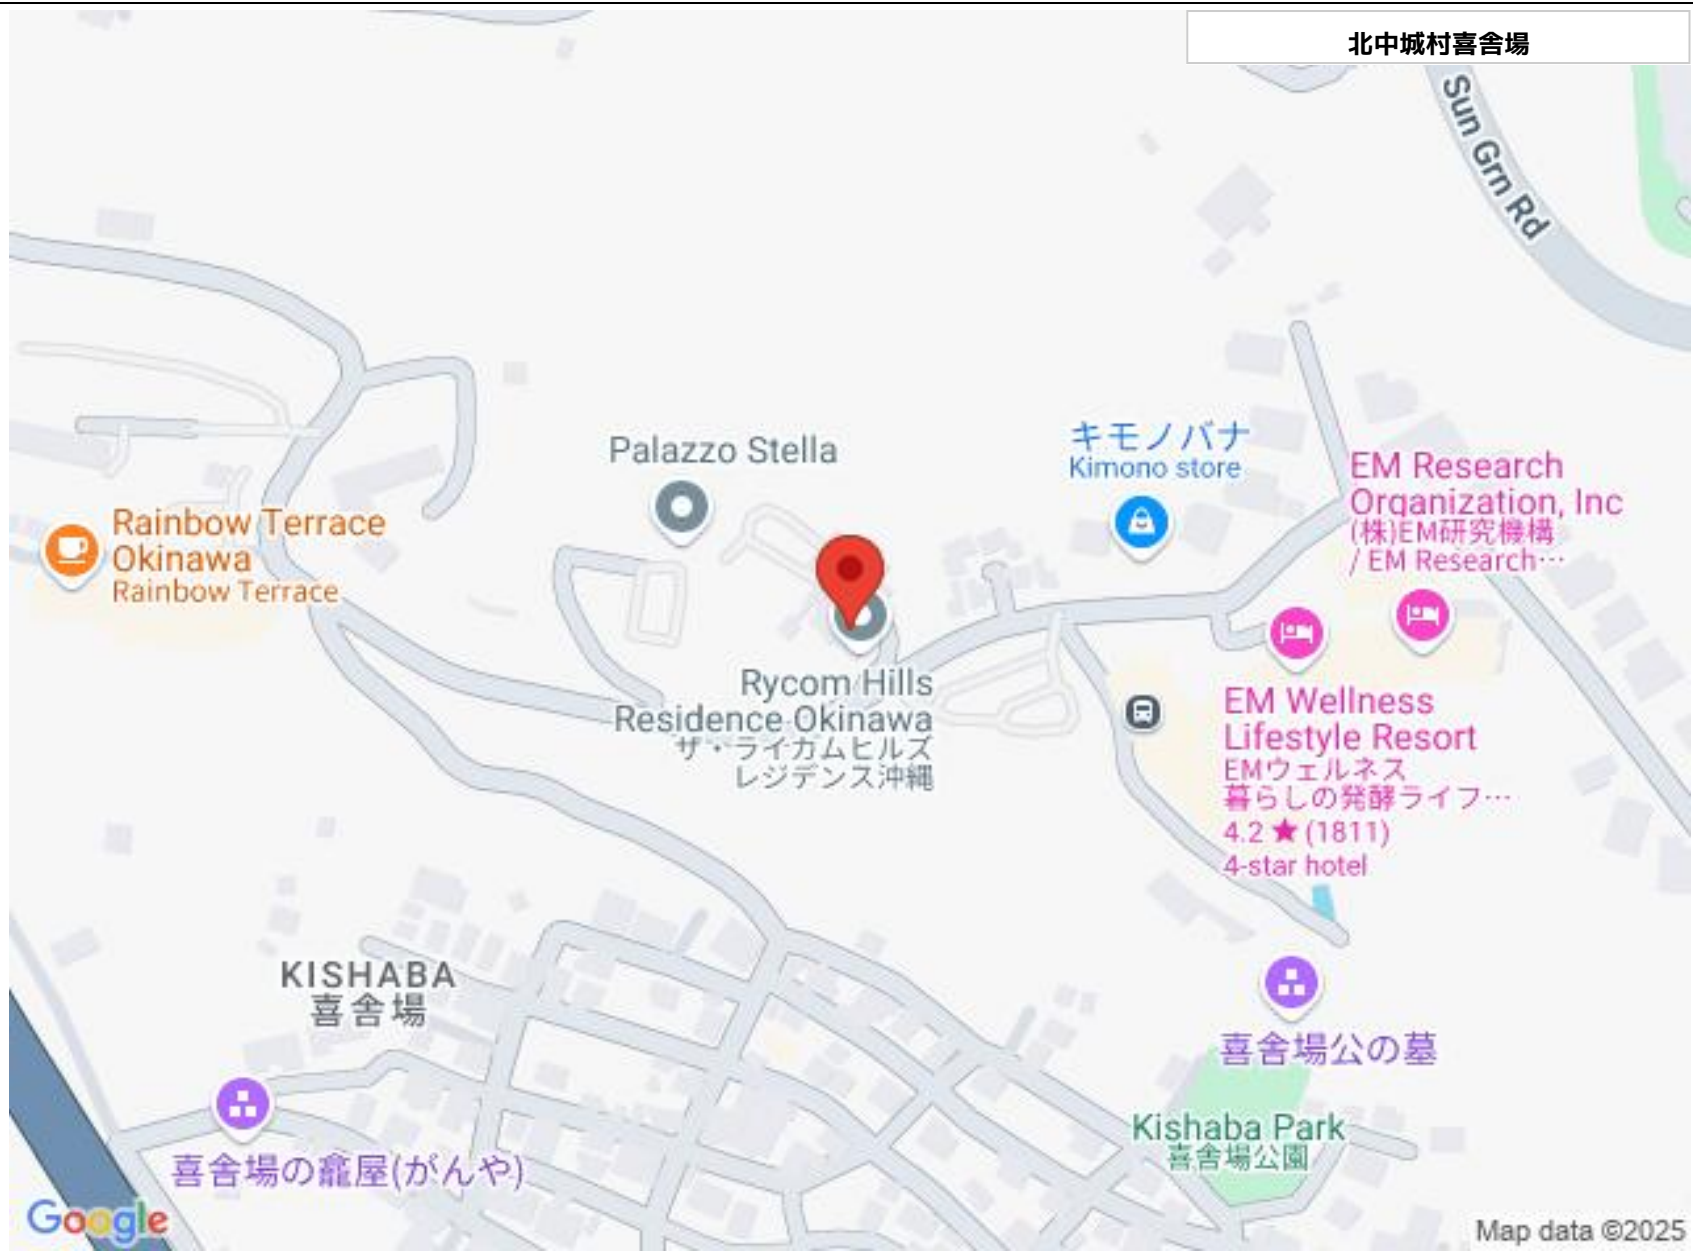 北中城村喜舎場
Sun Grn Rd
Palazzo Stella
キモノバナ
Kimono store
EM Research
Organization, Inc
(株)EM研究機構
/ EM Research…
Rainbow Terrace
Okinawa
Rainbow Terrace
Rycom Hills
Residence Okinawa
ザ・ライカムヒルズ
レジデンス沖縄
EM Wellness
Lifestyle Resort
EMウェルネス
暮らしの発酵ライフ…
4.2 ★ (1811)
4-star hotel
KISHABA
喜舎場
喜舎場公の墓
Kishaba Park
喜舎場公園
喜舎場の龕屋(がんや)
Google
Map data ©2025